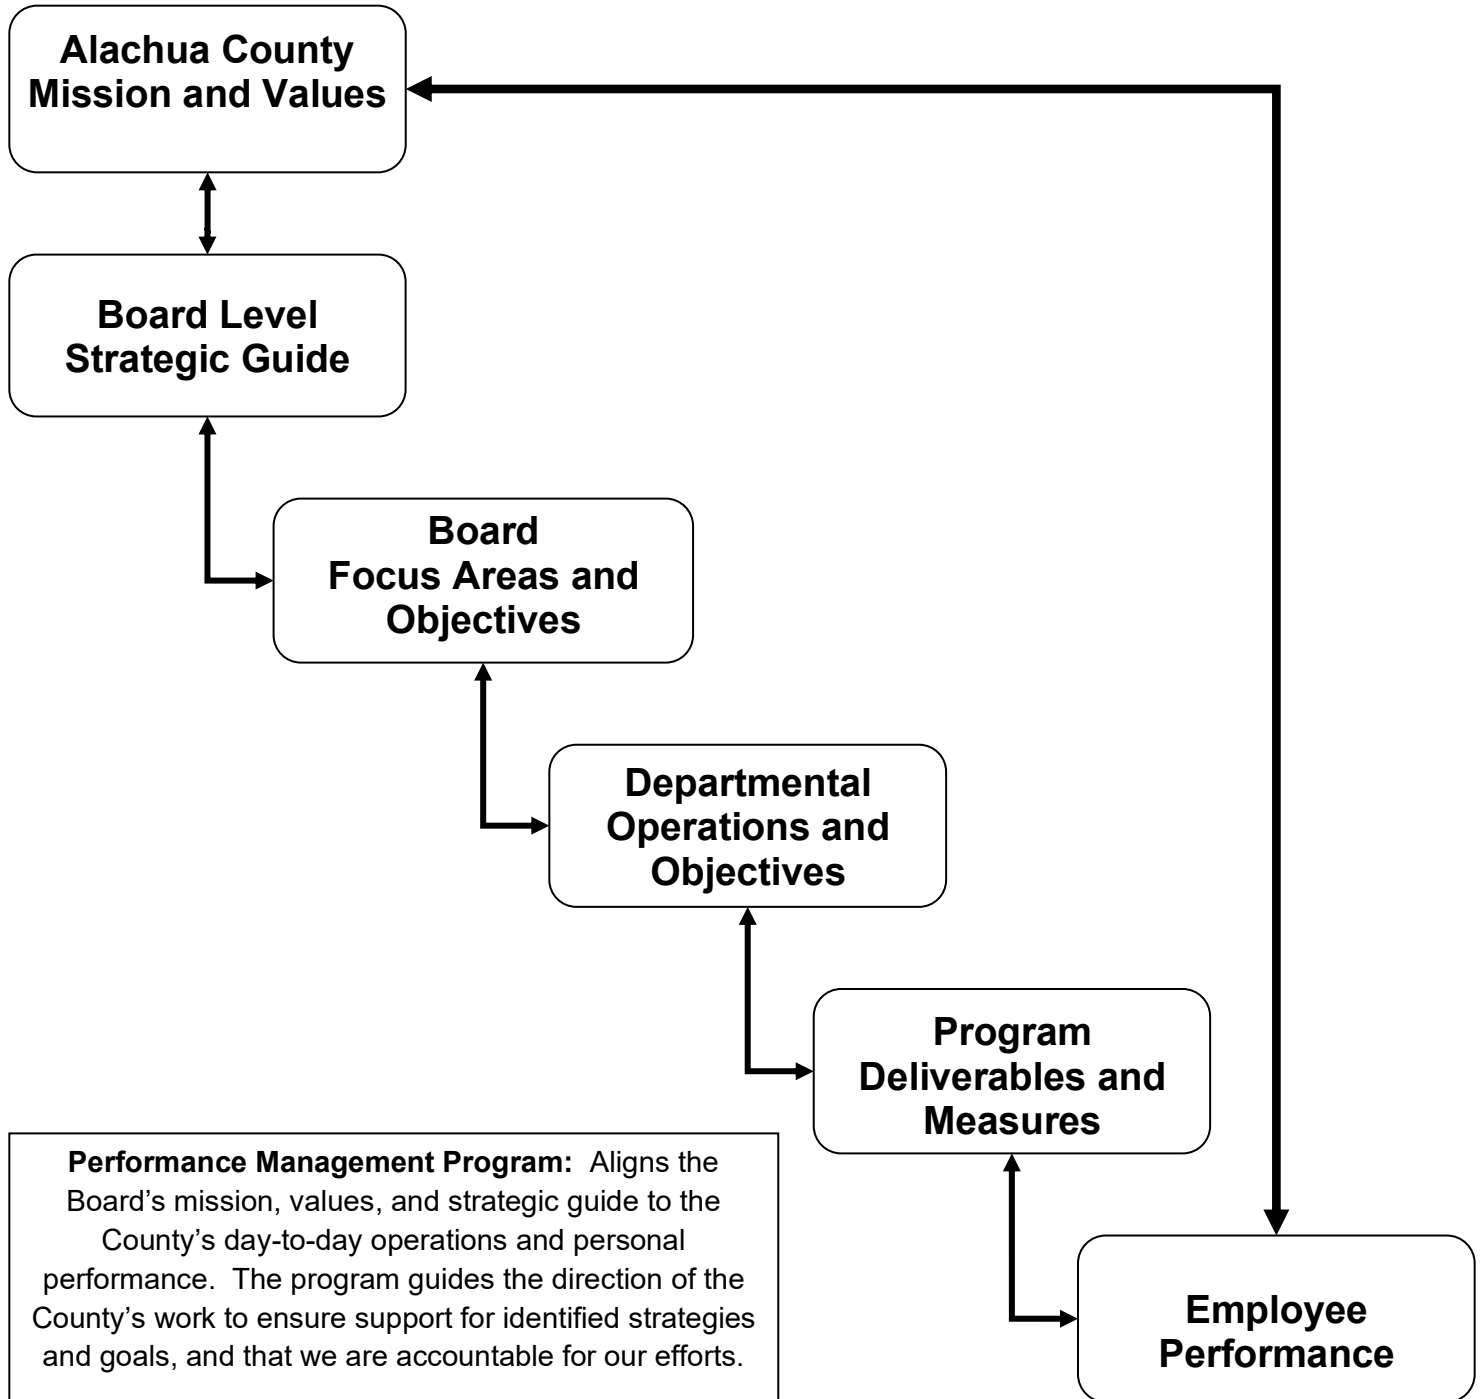 Alachua County
Mission and Values
Board Level
Strategic Guide
Board
Focus Areas and
Objectives
Departmental
Operations and
Objectives
Program
Deliverables and
Measures
Performance Management Program:  Aligns the
Board’s mission, values, and strategic guide to the
County’s day-to-day operations and personal
performance.  The program guides the direction of the
County’s work to ensure support for identified strategies
and goals, and that we are accountable for our efforts.
Employee
Performance